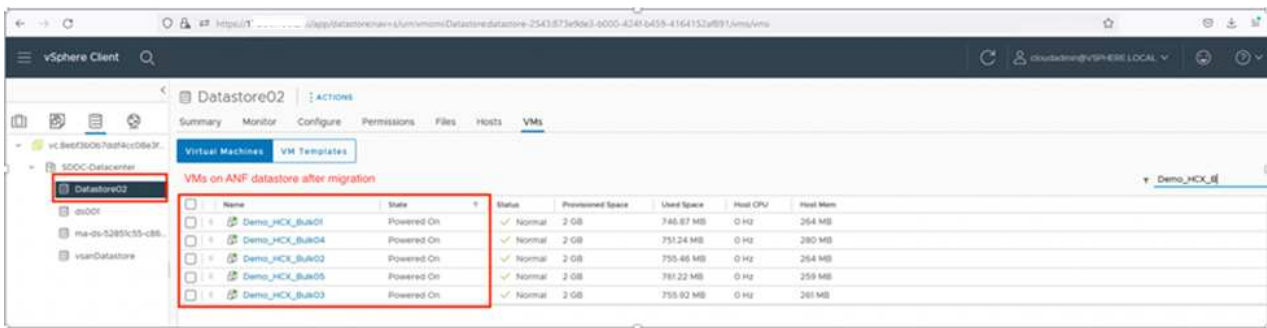 https://
vSphere Client
cloudadmin@VSPHERE.LOCAL
Datastore02
ACTIONS
Summary Monitor Configure Permissions Files Hosts VMs
SDDC-Datacenter
Datastore02
ds001
vsanDatastore
Virtual Machines VM Templates
VMs on ANF datastore after migration
Demo_HCX_B
Name State Status Provisioned Space Used Space Host CPU Host Mem
Demo_HCX_Bulk01 Powered On Normal 2 GB 746.87 MB 0 Hz 264 MB
Demo_HCX_Bulk04 Powered On Normal 2 GB 751.24 MB 0 Hz 280 MB
Demo_HCX_Bulk02 Powered On Normal 2 GB 755.46 MB 0 Hz 264 MB
Demo_HCX_Bulk05 Powered On Normal 2 GB 761.22 MB 0 Hz 259 MB
Demo_HCX_Bulk03 Powered On Normal 2 GB 755.92 MB 0 Hz 261 MB